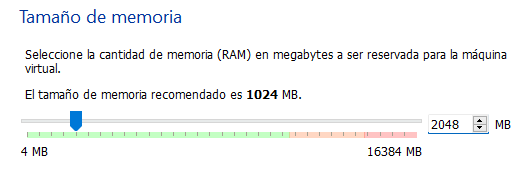 Tamaño de memoria
Seleccione la cantidad de memoria (RAM) en megabytes a ser reservada para la máquina
virtual.
El tamaño de memoria recomendado es 1024 MB.
2048 MB
4 MB 16384 MB